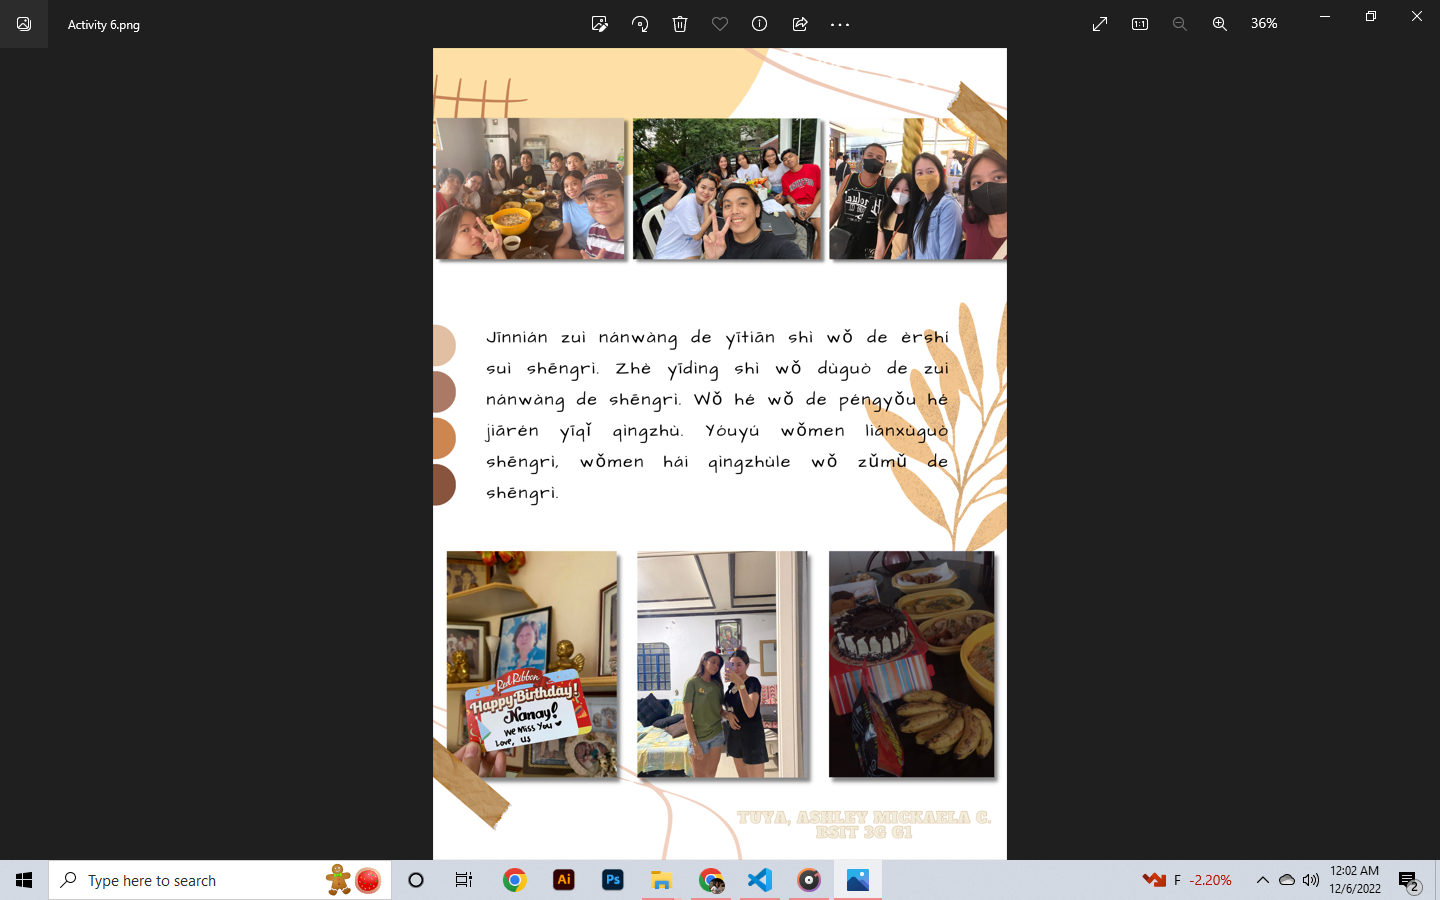 Activity 6.png
36%
Jīnnián zuì nánwàng de yītiān shì wǒ de èrshí
suì shēngrì. Zhè yīdìng shì wǒ dùguò de zuì
nánwàng de shēngrì. Wǒ hé wǒ de péngyǒu hé
jiārén yīqǐ qìngzhù. Yóuyú wǒmen liánxùguò
shēngrì, wǒmen hái qìngzhùle wǒ zǔmǔ de
shēngrì.
Red Ribbon
Happy Birthday!
Nanay!
We Miss You
Love, us
TUYA, ASHLEY MICKAELA C.
BSIT 3G G1
Type here to search
Ai
Ps
F -2.20%
12:02 AM
12/6/2022
2